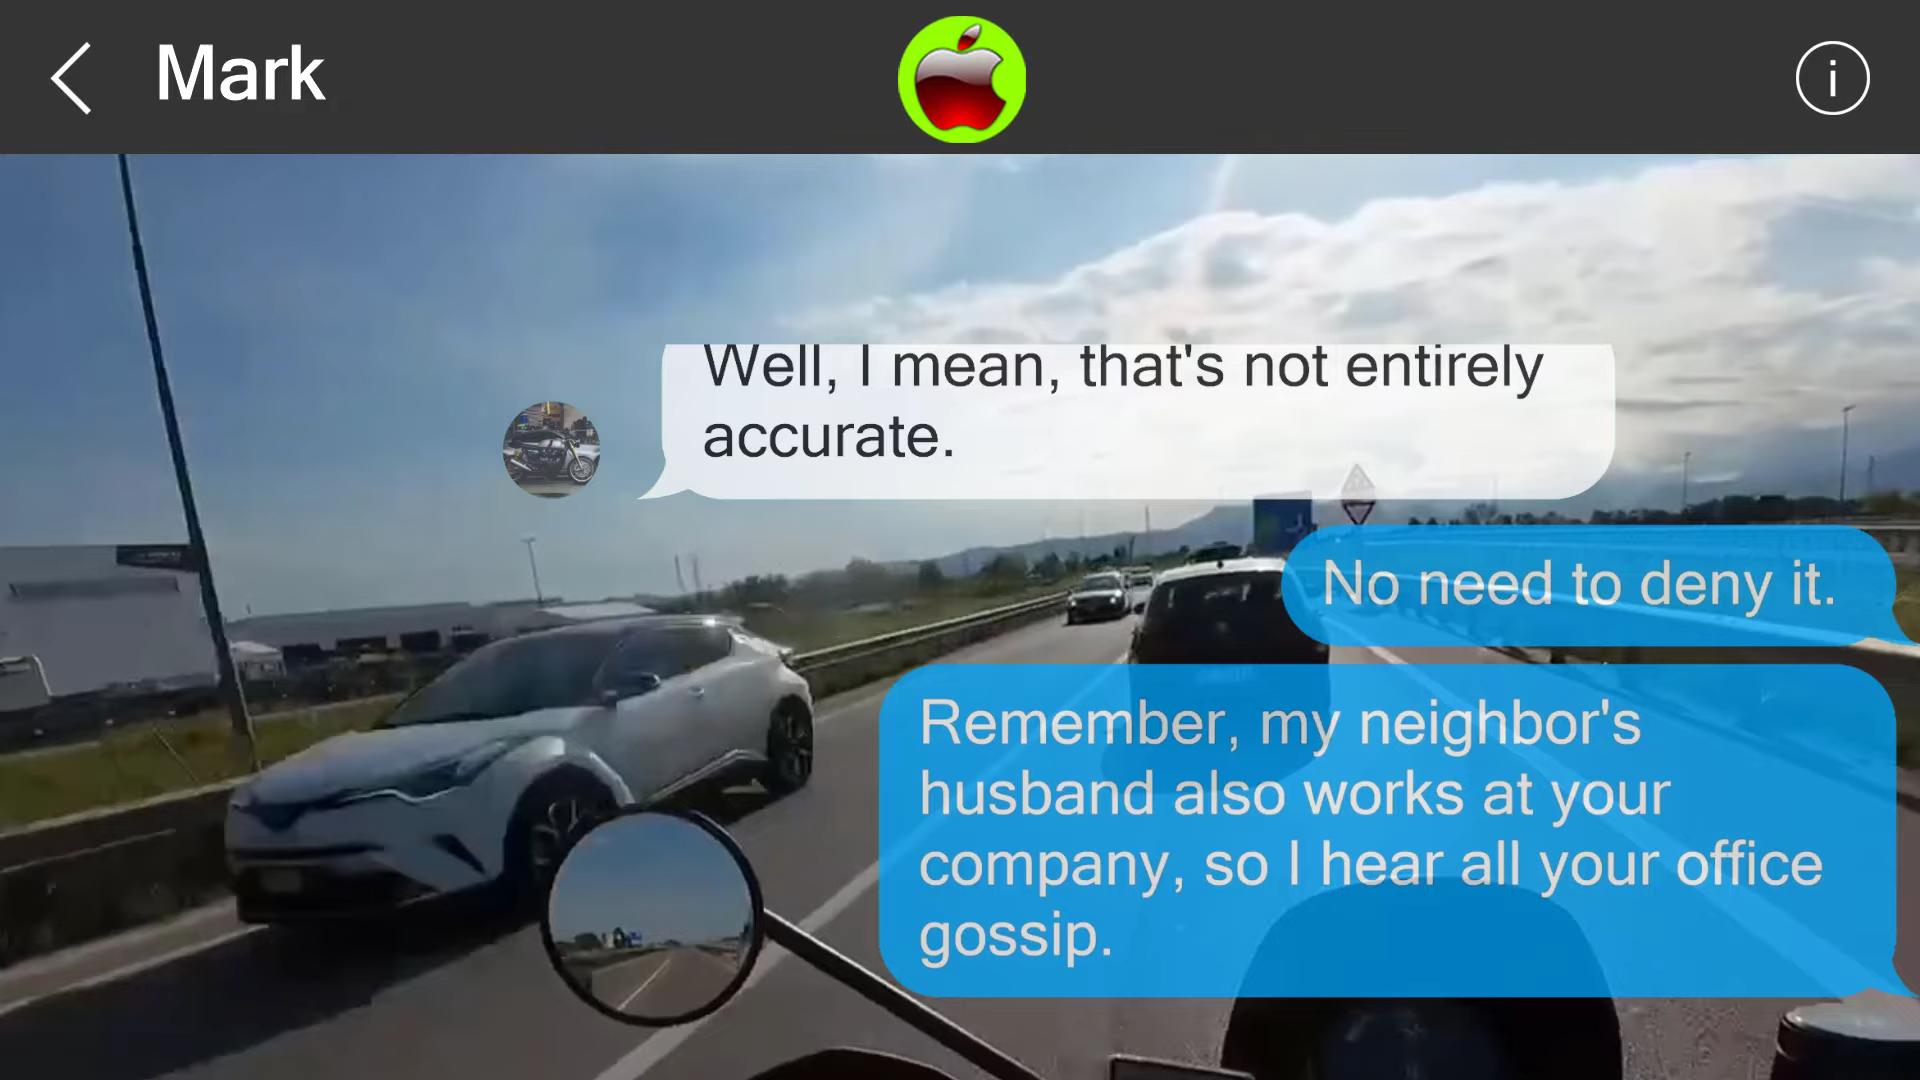 Mark
Well, I mean, that's not entirely
accurate.
No need to deny it.
Remember, my neighbor's
husband also works at your
company, so I hear all your office
gossip.